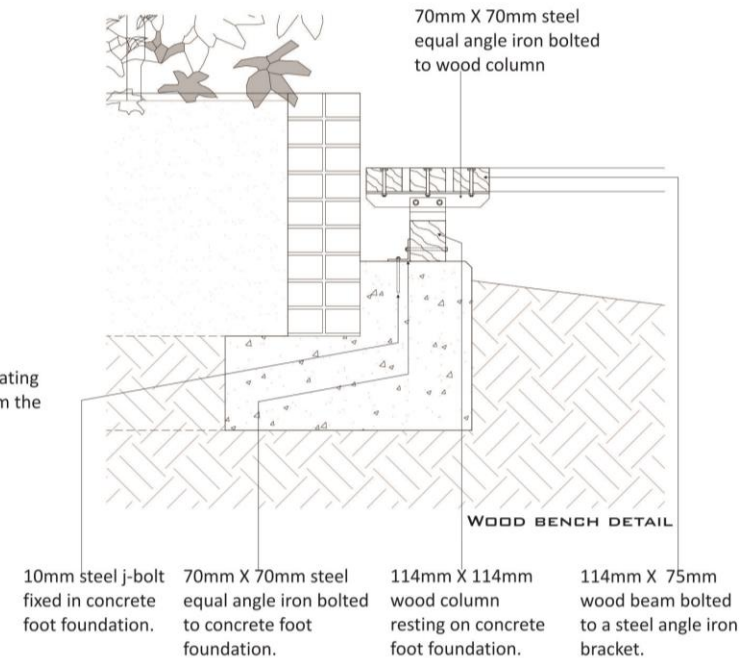 70mm X 70mm steel
equal angle iron bolted
to wood column
ating
m the
WOOD BENCH DETAIL
10mm steel j-bolt
fixed in concrete
foot foundation.
70mm X 70mm steel
equal angle iron bolted
to concrete foot
foundation.
114mm X 114mm
wood column
resting on concrete
foot foundation.
114mm X 75mm
wood beam bolted
to a steel angle iron
bracket.